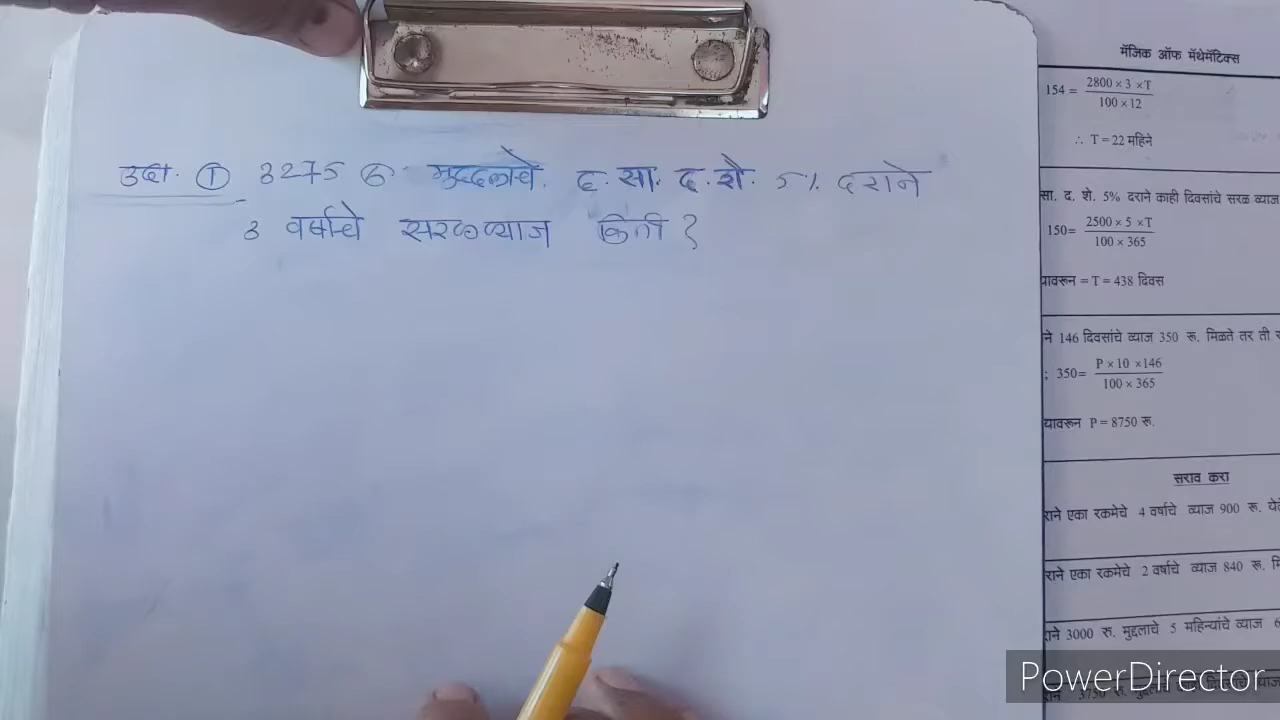 उदा. ① 3275 रु. मुद्दलाचे. द. सा. द. शे. 5% दराने
3 वर्षाचे सरळव्याज किती?
मॅजिक ऑफ मॅथेमॅटिक्स
154 = 2800 × 3 × T / 100 × 12
∴ T = 22 महिने
सा. द. शे. 5% दराने काही दिवसांचे सरळ व्याज
150= 2500 × 5 × T / 100 × 365
यावरून = T = 438 दिवस
ने 146 दिवसांचे व्याज 350 रु. मिळते तर ती
; 350= P × 10 × 146 / 100 × 365
यावरून P = 8750 रु.
सराव करा
राने एका रकमेचे 4 वर्षाचे व्याज 900 रु.
राने एका रकमेचे 2 वर्षाचे व्याज 840 रु.
राने 3000 रु. मुद्दलाचे 5 महिन्यांचे व्याज
PowerDirector